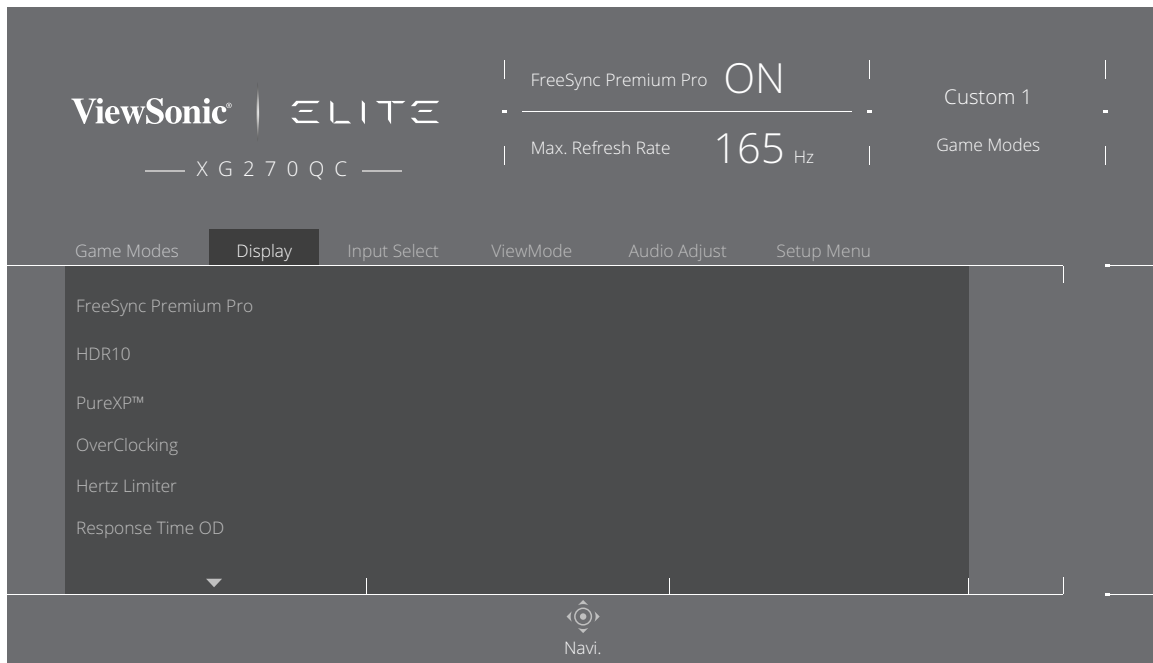 ViewSonic® ELITE
XG270QC
FreeSync Premium Pro ON
Max. Refresh Rate 165 Hz
Custom 1
Game Modes
Game Modes Display Input Select ViewMode Audio Adjust Setup Menu
FreeSync Premium Pro
HDR10
PureXP™
OverClocking
Hertz Limiter
Response Time OD
Navi.